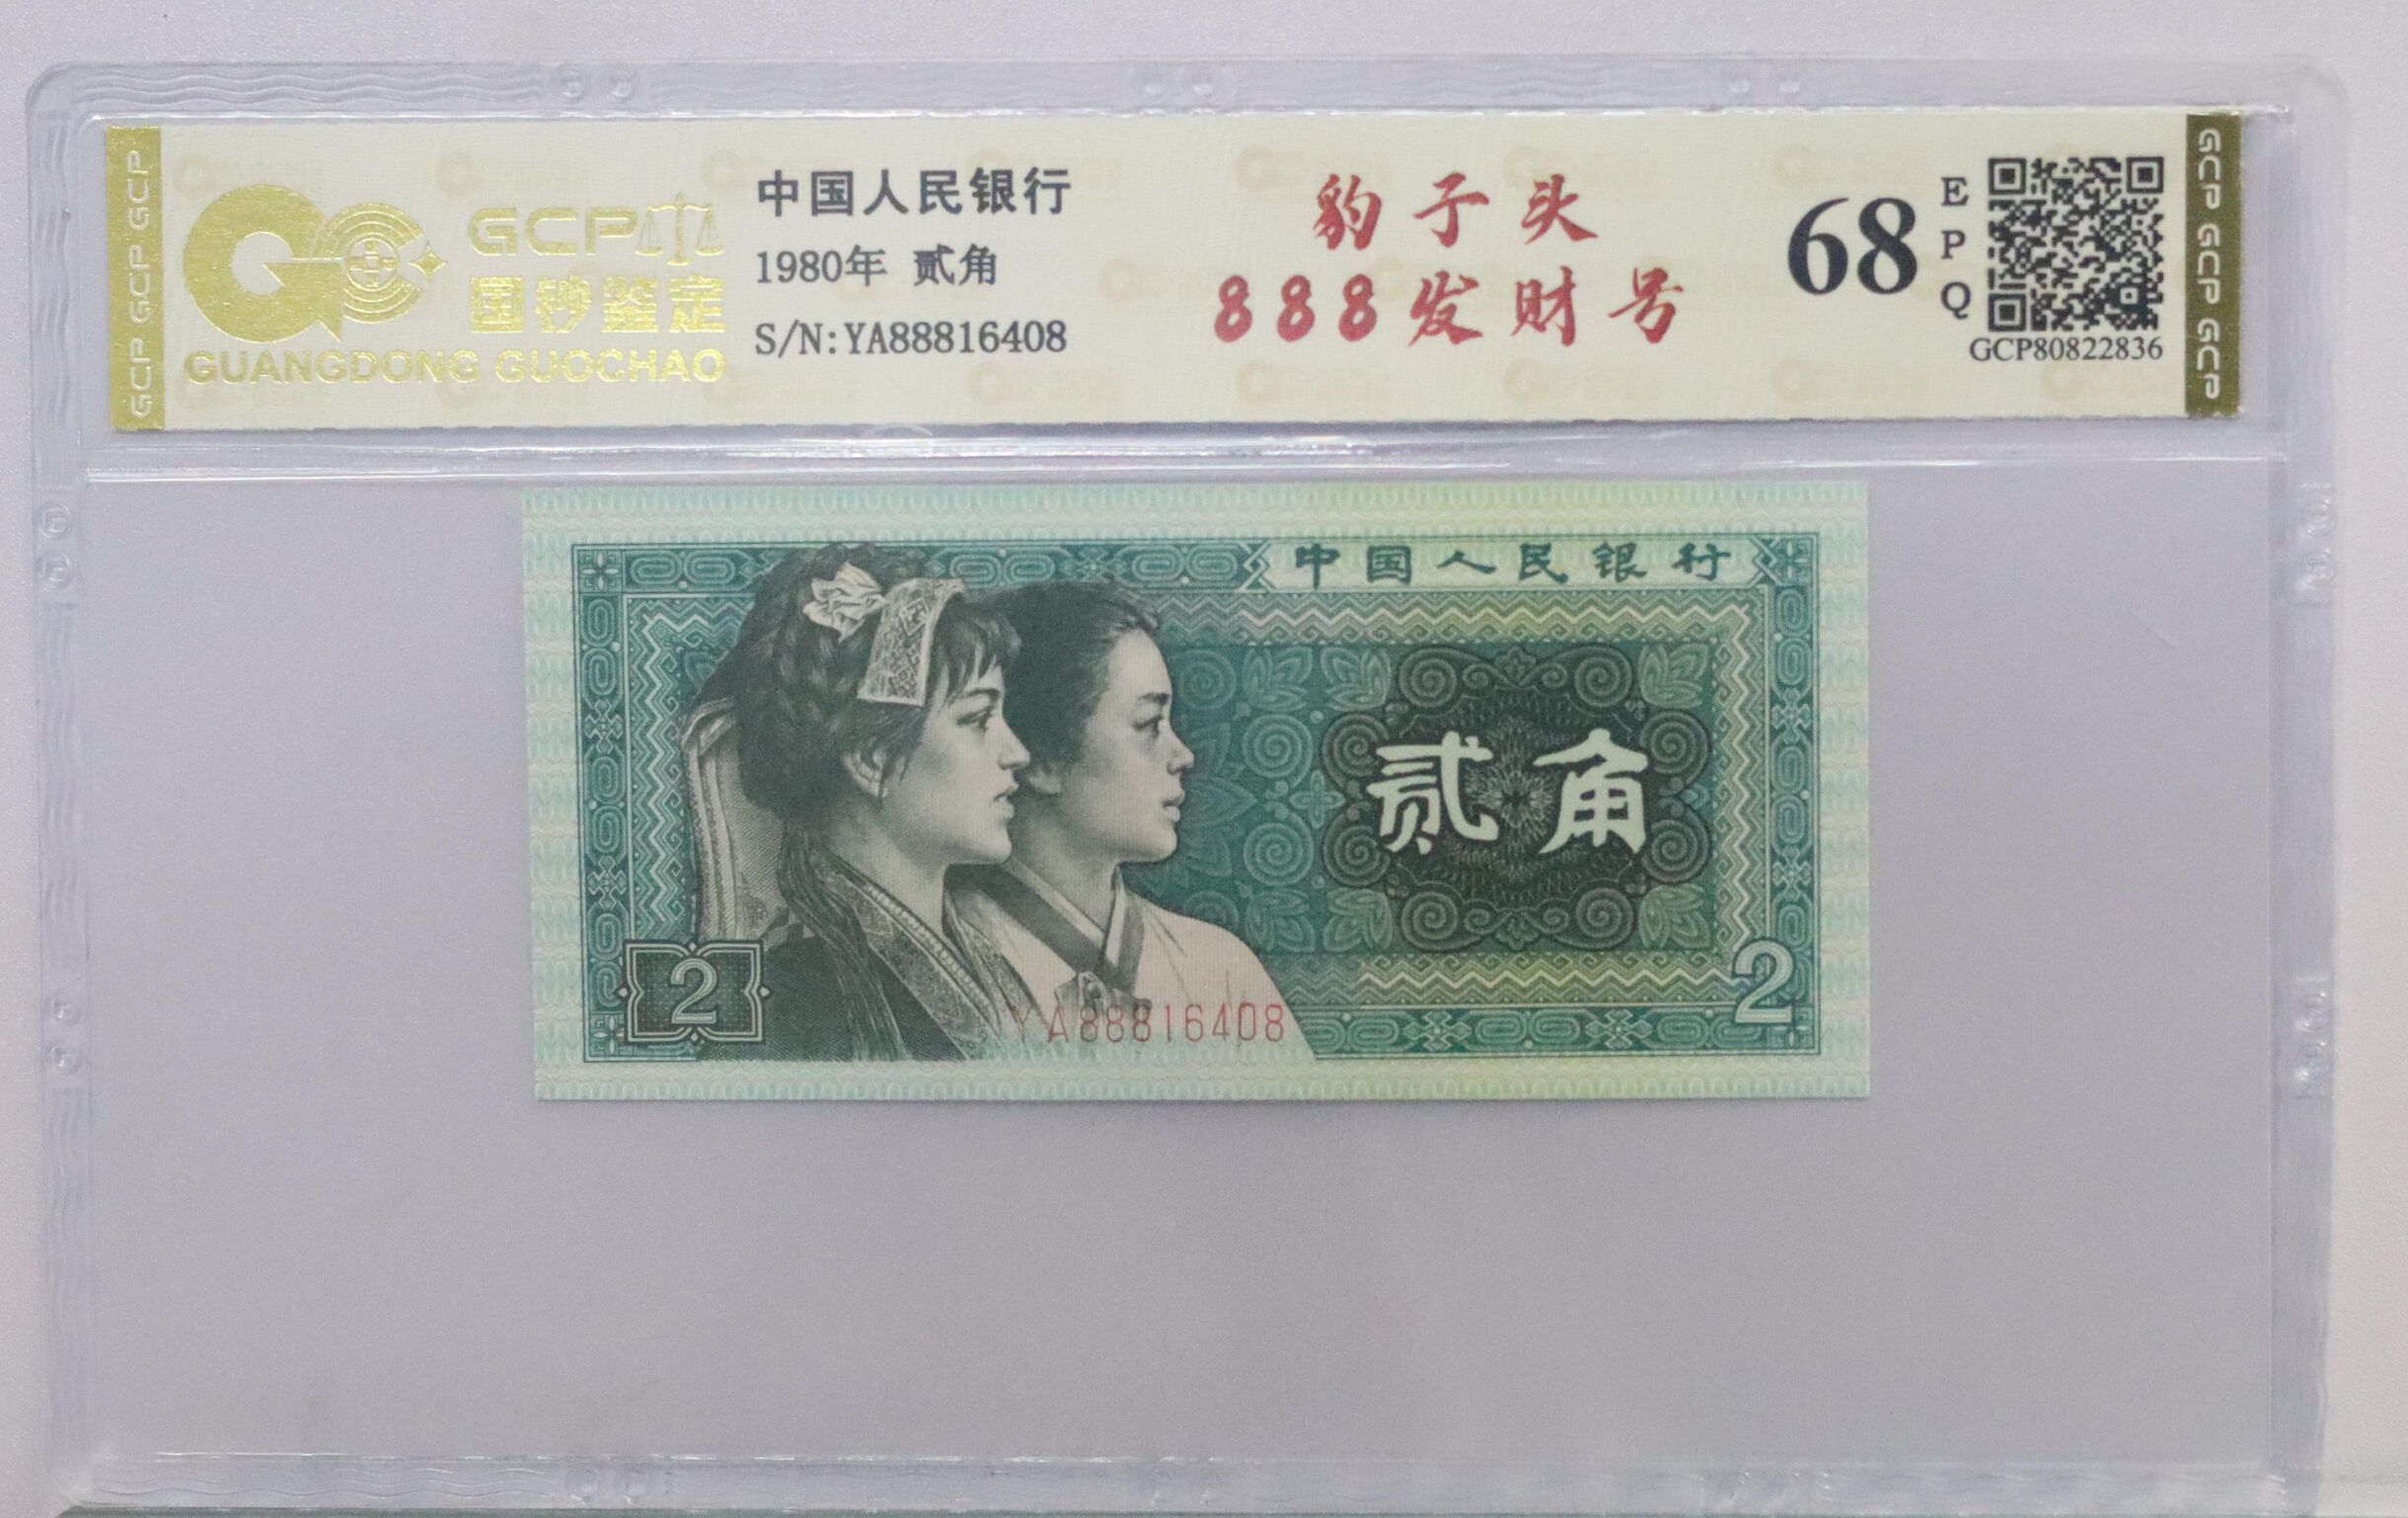 GCP GCP GCP
GCP
国钞鉴定
GUANGDONG GUOCHAO
中国人民银行
1980年 贰角
S/N:YA88816408
豹子头
888发财号
68
EPQ
GCP80822836
GCP GCP GCP
中国人民银行
贰角
2
2
YA88816408